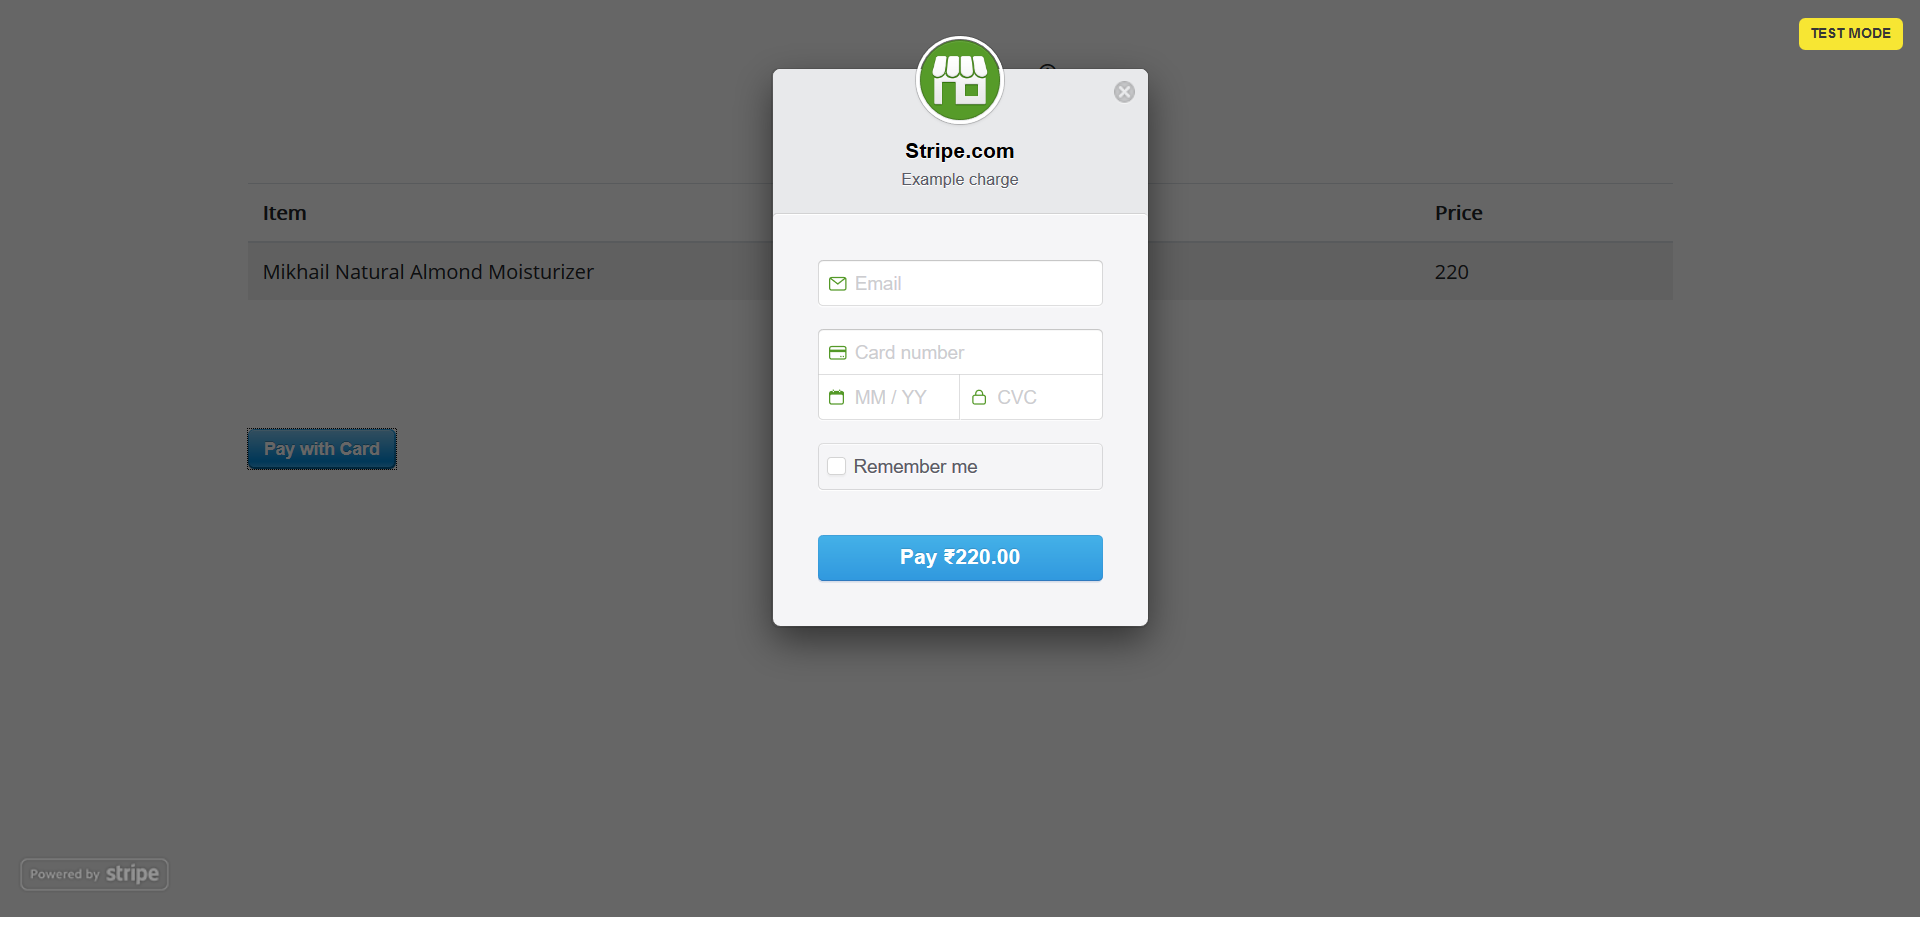 TEST MODE
Stripe.com
Example charge
Item Price
Mikhail Natural Almond Moisturizer 220
Email
Card number
MM / YY CVC
Pay with Card
Remember me
Pay ₹220.00
Powered by stripe